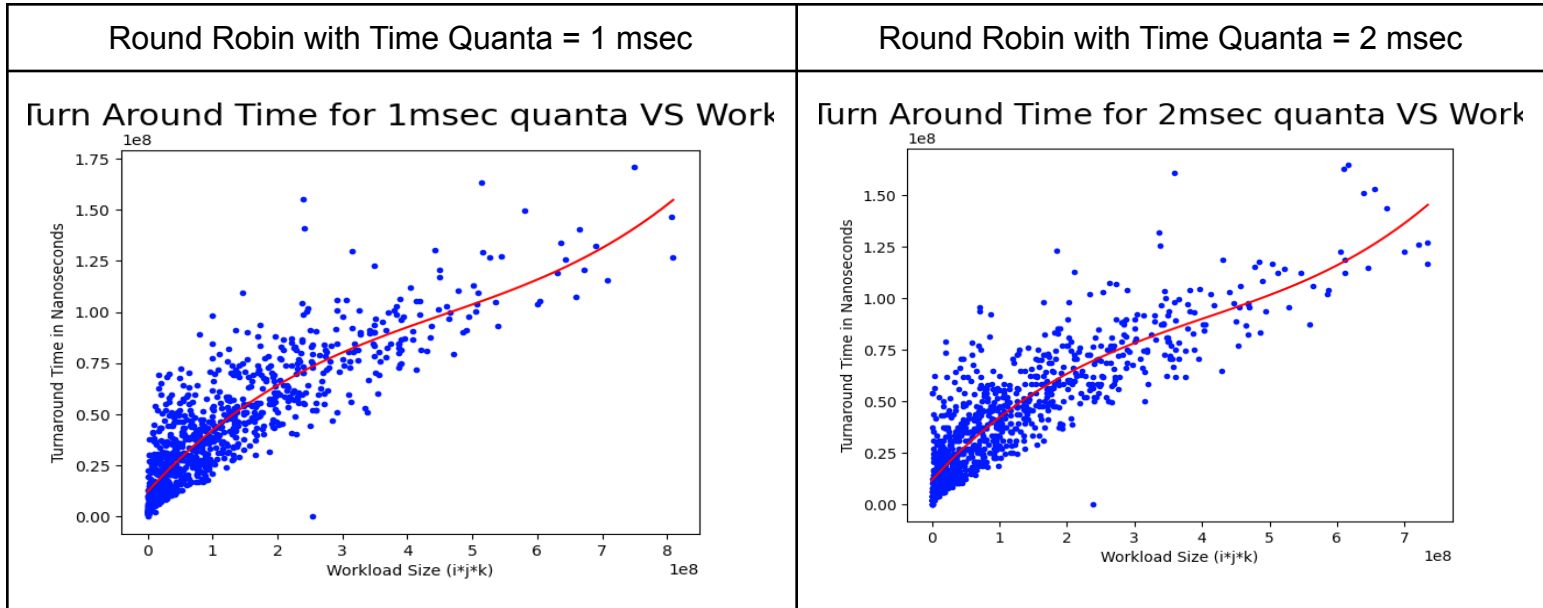 Round Robin with Time Quanta = 1 msec
Round Robin with Time Quanta = 2 msec
Turn Around Time for 1msec quanta VS Work
1e8
1.75
1.50
1.25
1.00
0.75
0.50
0.25
0.00
Turnaround Time in Nanoseconds
0 1 2 3 4 5 6 7 8
Workload Size (i*j*k)
1e8
Turn Around Time for 2msec quanta VS Work
1e8
1.50
1.25
1.00
0.75
0.50
0.25
0.00
Turnaround Time in Nanoseconds
0 1 2 3 4 5 6 7
1e8
Workload Size (i*j*k)